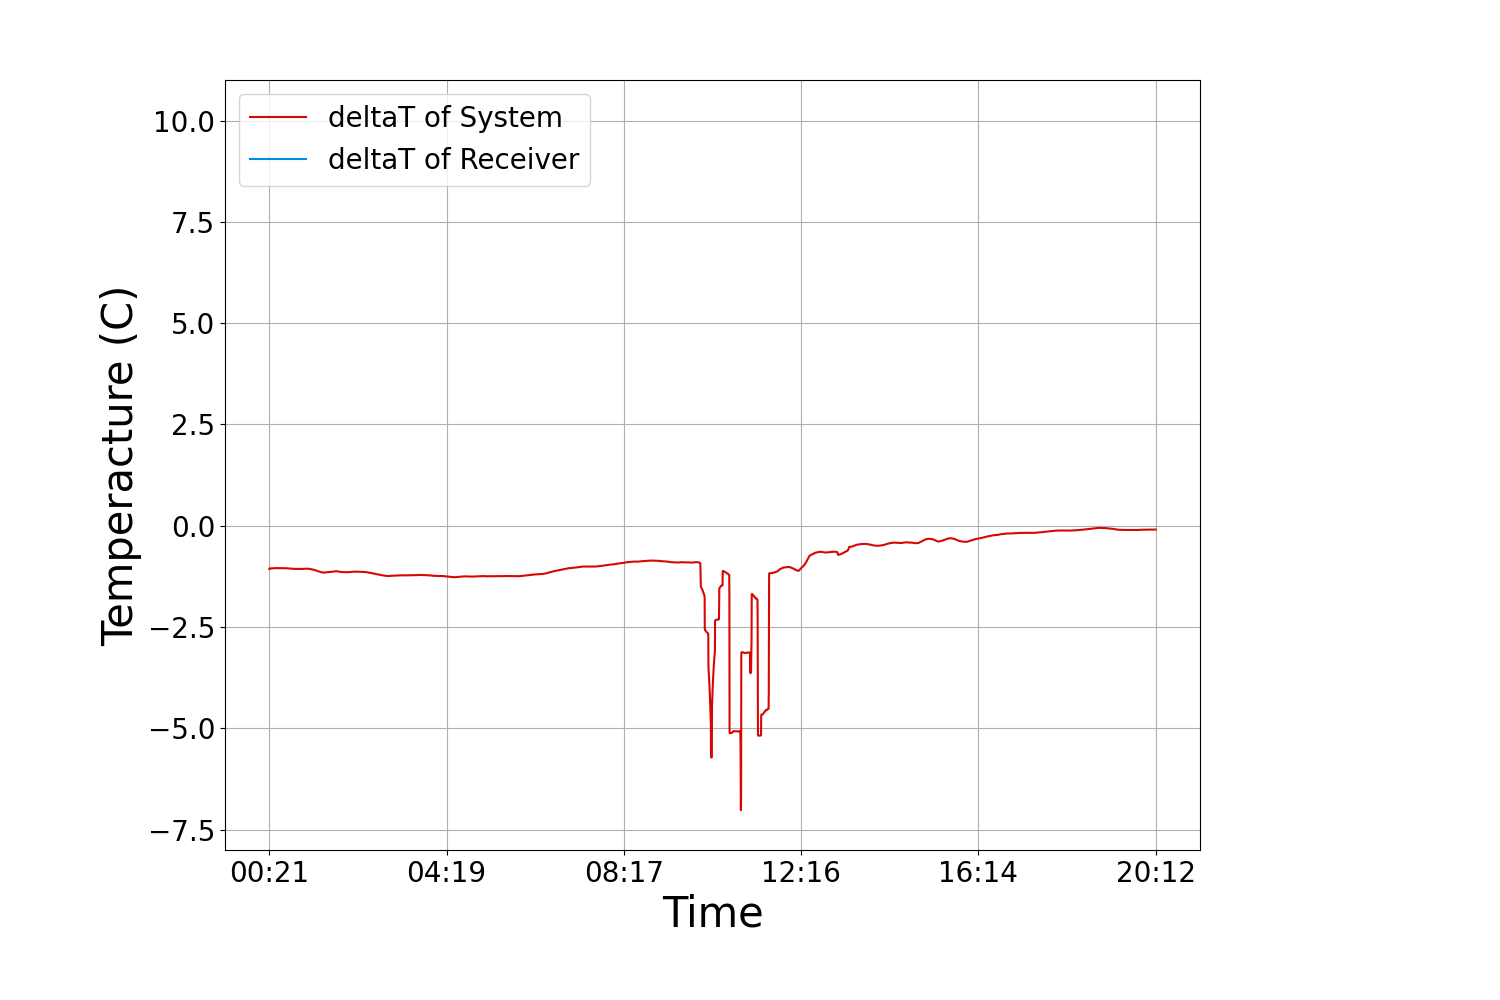 deltaT of System
deltaT of Receiver
10.0
7.5
5.0
2.5
0.0
−2.5
−5.0
−7.5
Temperacture (C)
00:21 04:19 08:17 12:16 16:14 20:12
Time